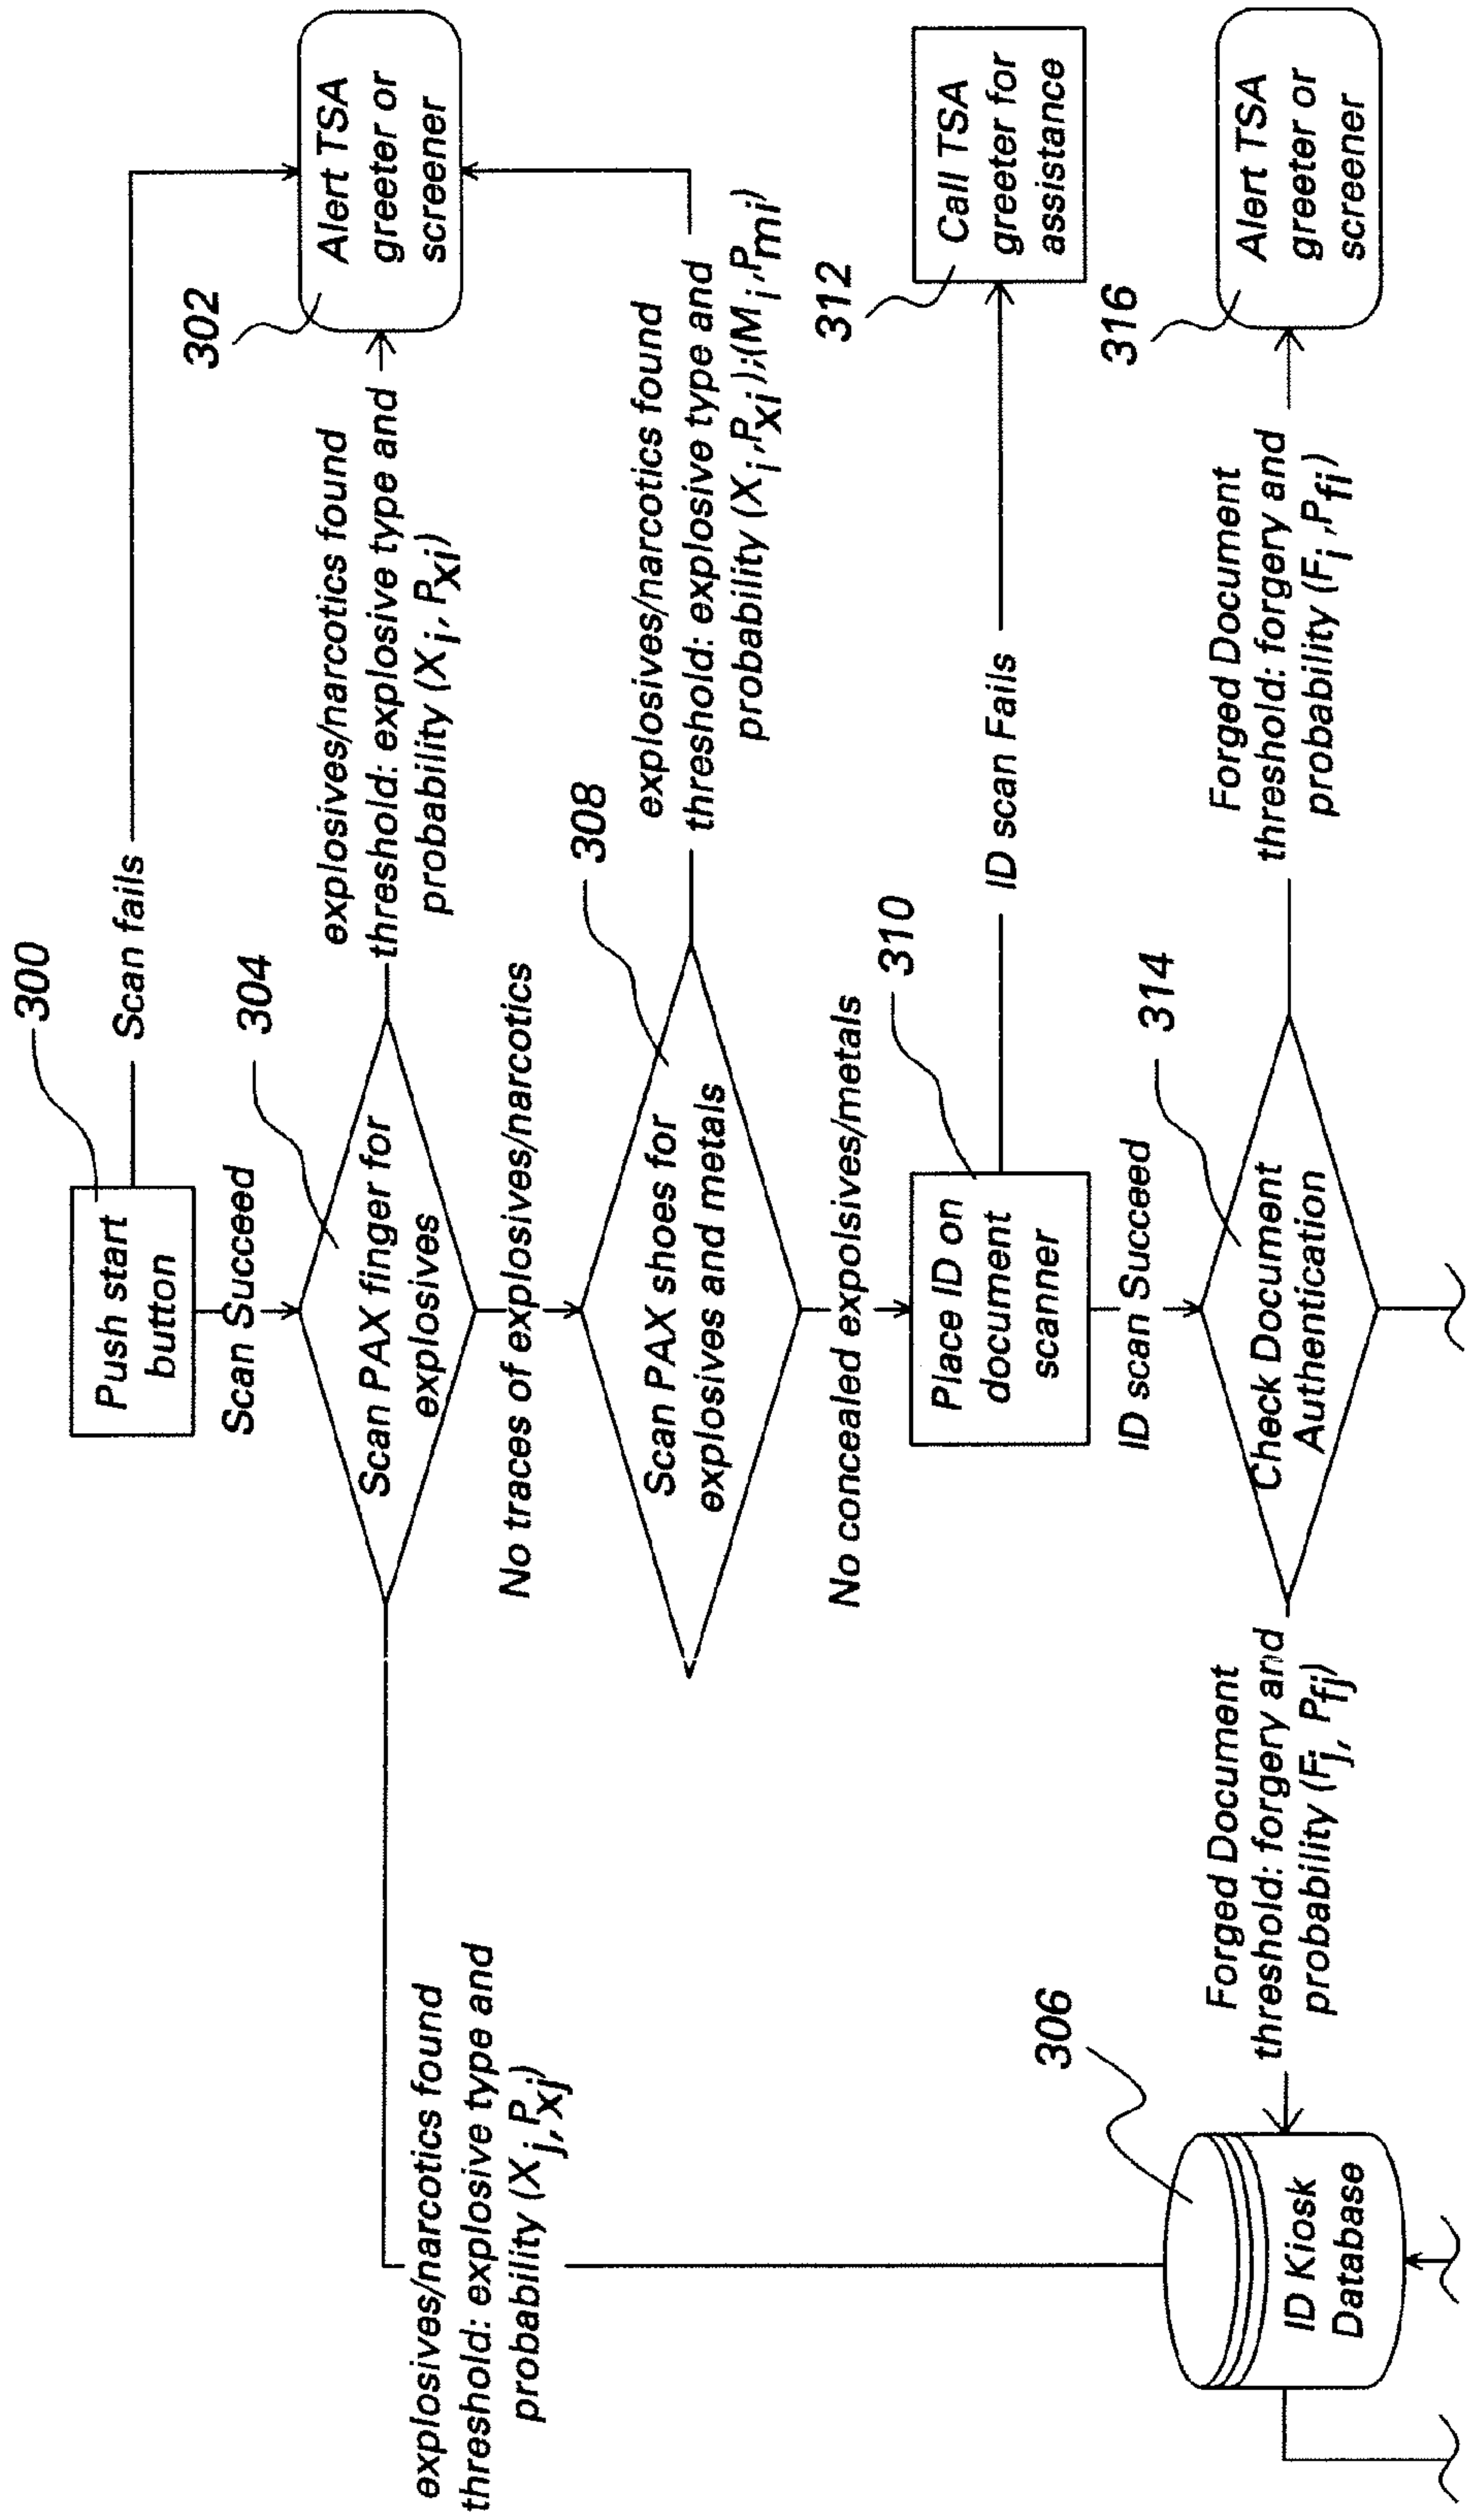 300
Push start
button
Scan fails
302
Alert TSA
greeter or
screener
Scan Succeed
304
Scan PAX finger for
explosives
explosives/narcotics found
threshold: explosive type and
probability (Xi, Pxi)
explosives/narcotics found
threshold: explosive type and
probability (Xj, Pxj)
No traces of explosives/narcotics
308
Scan PAX shoes for
explosives and metals
explosives/narcotics found
threshold: explosive type and
probability (Xi,Pxi);(Mi,Pmi)
No concealed expolsives/metals
310
Place ID on
document
scanner
ID scan Fails
312
Call TSA
greeter for
assistance
ID scan Succeed
314
Check Document
Authentication
Forged Document
threshold: forgery and
probability (Fi,Pfi)
316
Alert TSA
greeter or
screener
Forged Document
threshold: forgery and
probability (Fj, Pfj)
306
ID Kiosk
Database